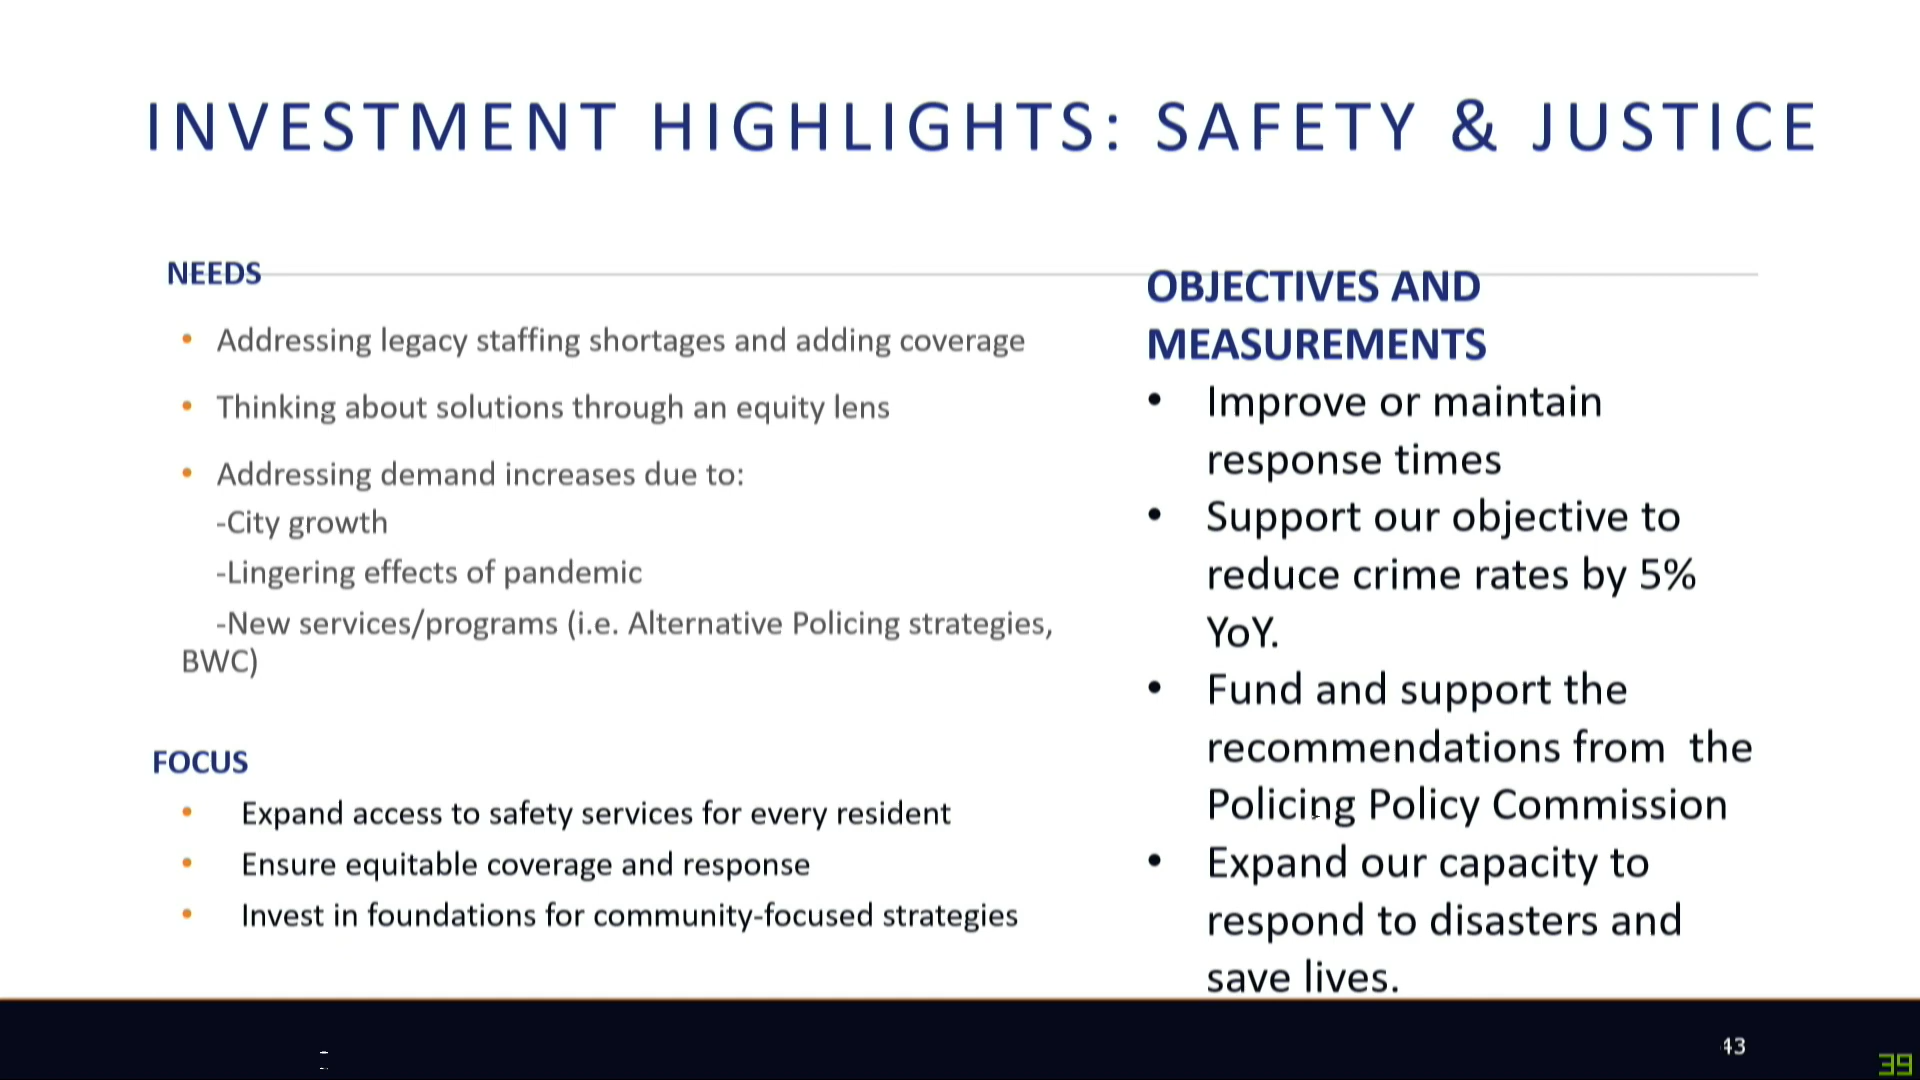 INVESTMENT HIGHLIGHTS: SAFETY & JUSTICE
NEEDS
• Addressing legacy staffing shortages and adding coverage
• Thinking about solutions through an equity lens
• Addressing demand increases due to:
-City growth
-Lingering effects of pandemic
-New services/programs (i.e. Alternative Policing strategies,
BWC)
FOCUS
• Expand access to safety services for every resident
• Ensure equitable coverage and response
• Invest in foundations for community-focused strategies
OBJECTIVES AND
MEASUREMENTS
• Improve or maintain
response times
• Support our objective to
reduce crime rates by 5%
YoY.
• Fund and support the
recommendations from  the
Policing Policy Commission
• Expand our capacity to
respond to disasters and
save lives.
43
39